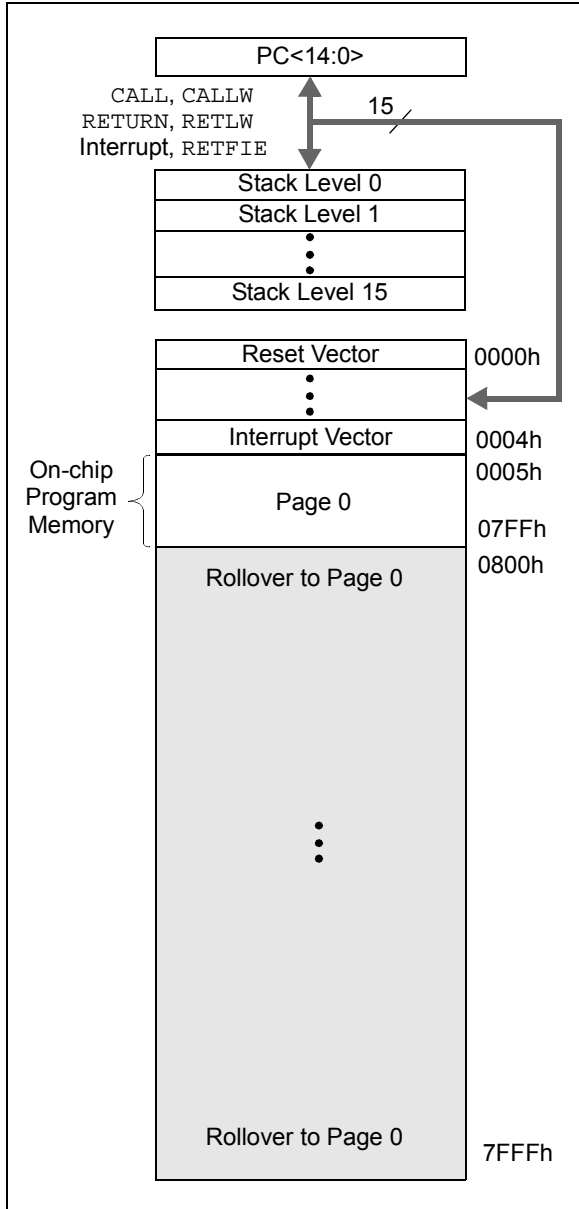 PC<14:0>
CALL, CALLW
RETURN, RETLW
Interrupt, RETFIE
15
Stack Level 0
Stack Level 1
Stack Level 15
Reset Vector
0000h
Interrupt Vector
0004h
On-chip
Program
Memory
Page 0
0005h
07FFh
Rollover to Page 0
0800h
Rollover to Page 0
7FFFh